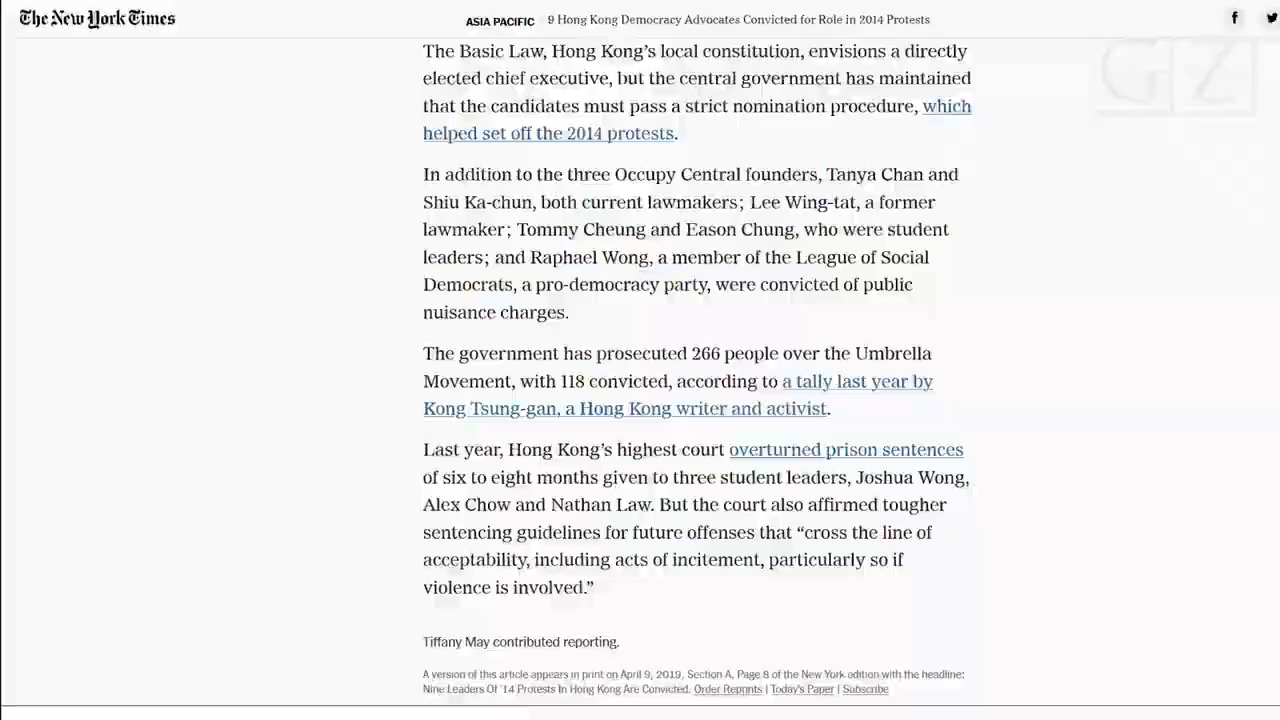 The New York Times
ASIA PACIFIC 9 Hong Kong Democracy Advocates Convicted for Role in 2014 Protests
GZ
The Basic Law, Hong Kong's local constitution, envisions a directly
elected chief executive, but the central government has maintained
that the candidates must pass a strict nomination procedure, which
helped set off the 2014 protests.
In addition to the three Occupy Central founders, Tanya Chan and
Shiu Ka-chun, both current lawmakers; Lee Wing-tat, a former
lawmaker; Tommy Cheung and Eason Chung, who were student
leaders; and Raphael Wong, a member of the League of Social
Democrats, a pro-democracy party, were convicted of public
nuisance charges.
The government has prosecuted 266 people over the Umbrella
Movement, with 118 convicted, according to a tally last year by
Kong Tsung-gan, a Hong Kong writer and activist.
Last year, Hong Kong's highest court overturned prison sentences
of six to eight months given to three student leaders, Joshua Wong,
Alex Chow and Nathan Law. But the court also affirmed tougher
sentencing guidelines for future offenses that “cross the line of
acceptability, including acts of incitement, particularly so if
violence is involved.”
Tiffany May contributed reporting.
A version of this article appears in print on April 9, 2019, Section A, Page 8 of the New York edition with the headline:
Nine Leaders Of '14 Protests In Hong Kong Are Convicted. Order Reprints | Today's Paper | Subscribe